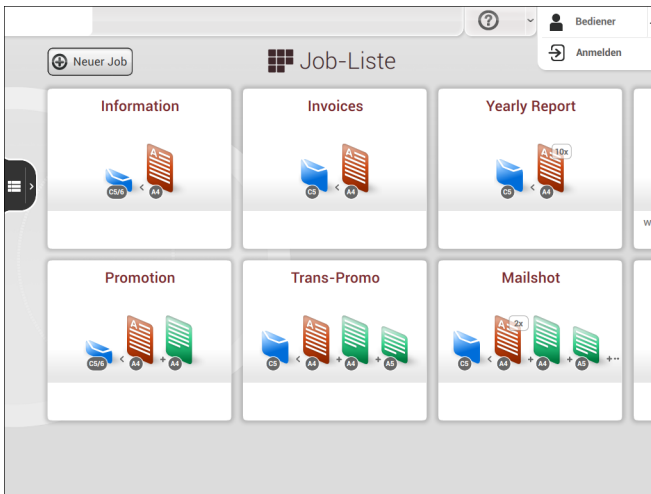 ?
Bediener
Anmelden
Neuer Job
Job-Liste
Information
Invoices
Yearly Report
A
C5/6 < A4
A
C5 < A4
A
10x
C5 < A4
W
Promotion
Trans-Promo
Mailshot
A
C5/6 < A4 + A4
A
C5 < A4 + A4 + A5
A
2x
C5 < A4 + A4 + A5 +··